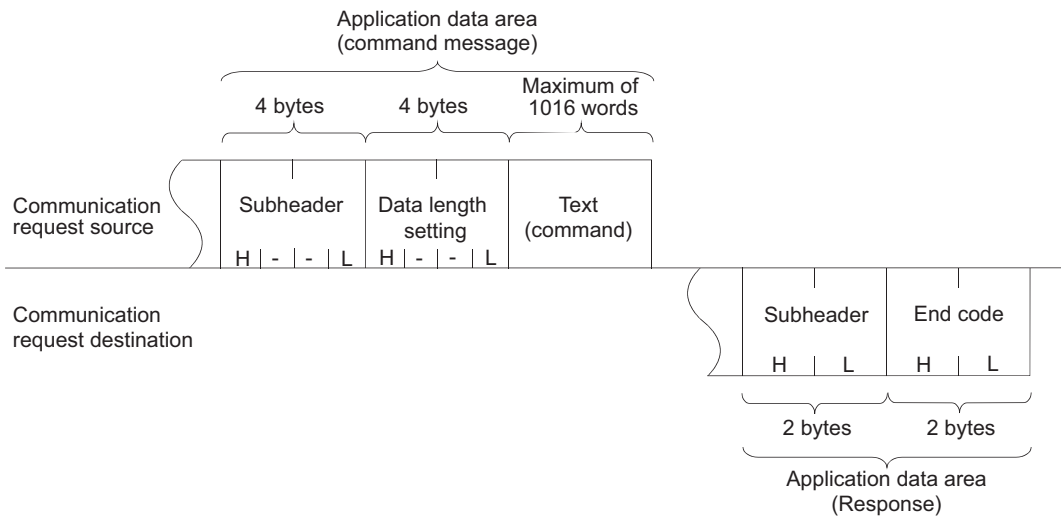 Application data area
(command message)
4 bytes
4 bytes
Maximum of
1016 words
Communication
request source
Subheader
H - - L
Data length
setting
H - - L
Text
(command)
Communication
request destination
Subheader
H L
End code
H L
2 bytes
2 bytes
Application data area
(Response)